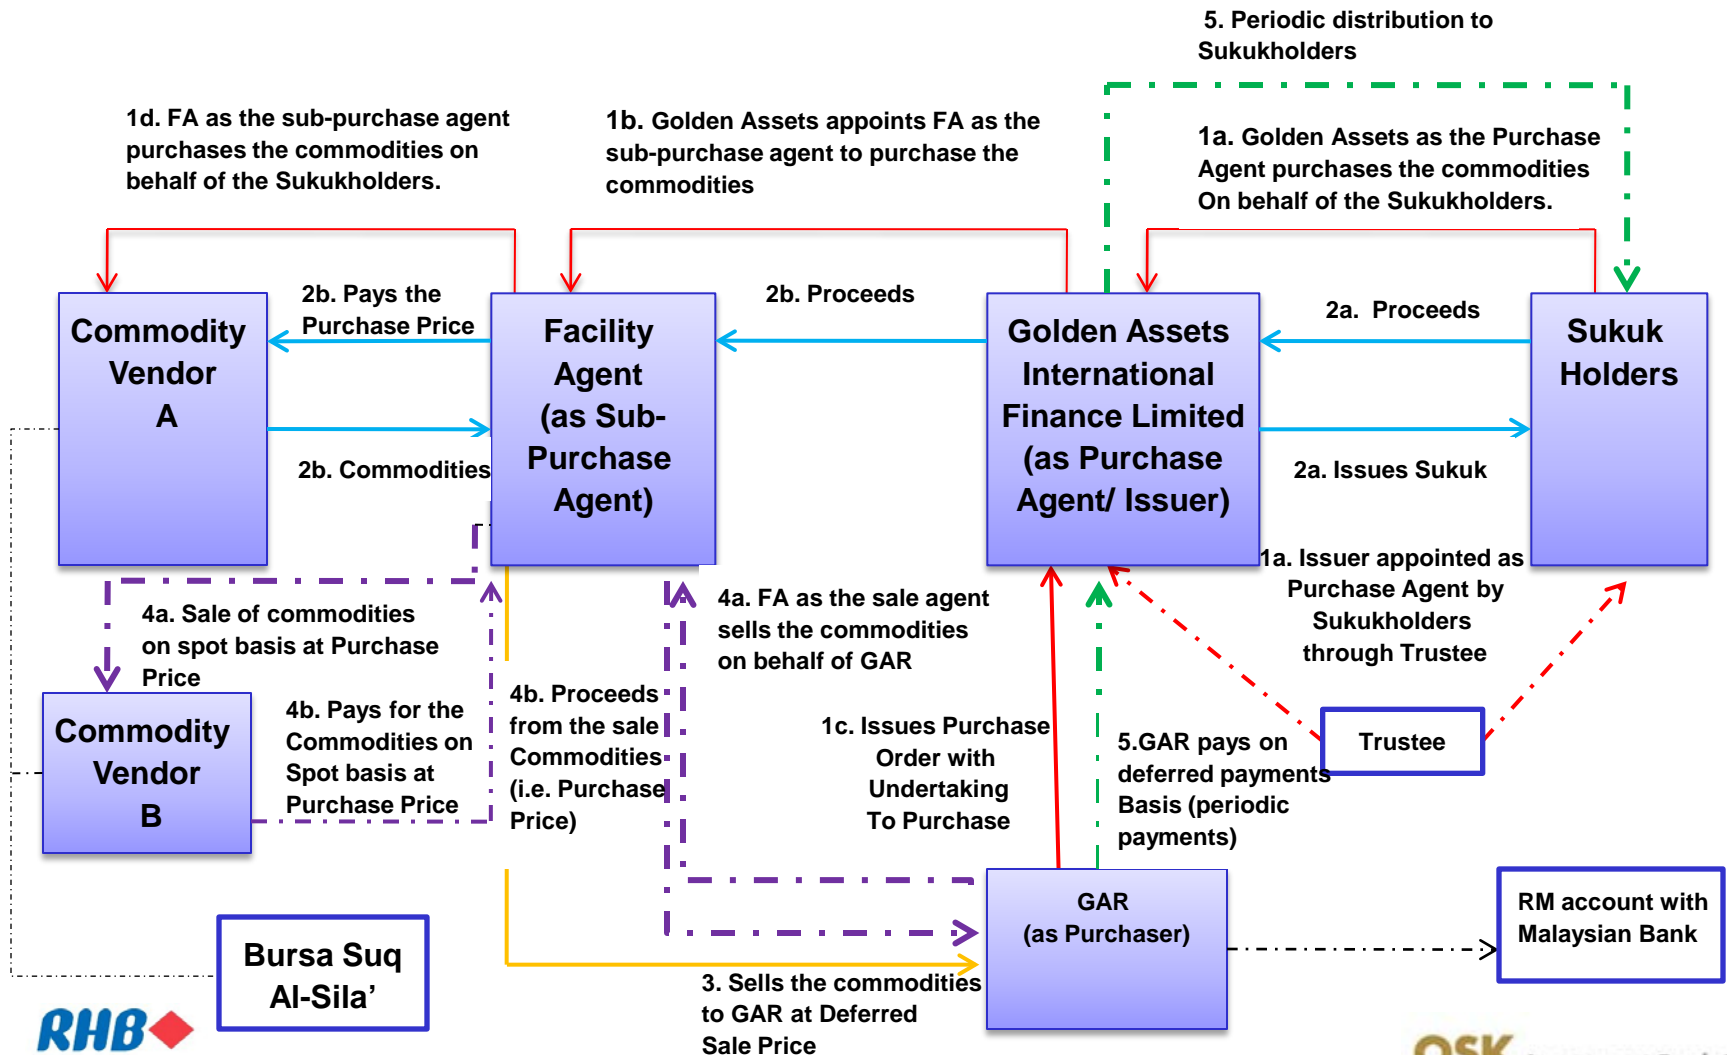 5. Periodic distribution to
Sukukholders
1d. FA as the sub-purchase agent
purchases the commodities on
behalf of the Sukukholders.
1b. Golden Assets appoints FA as the
sub-purchase agent to purchase the
commodities
1a. Golden Assets as the Purchase
Agent purchases the commodities
On behalf of the Sukukholders.
2b. Pays the
Purchase Price
2b. Proceeds
2a. Proceeds
Commodity
Vendor
A
Facility
Agent
(as Sub-
Purchase
Agent)
Golden Assets
International
Finance Limited
(as Purchase
Agent/ Issuer)
Sukuk
Holders
2b. Commodities
2a. Issues Sukuk
1a. Issuer appointed as
Purchase Agent by
Sukukholders
through Trustee
4a. Sale of commodities
on spot basis at Purchase
Price
4a. FA as the sale agent
sells the commodities
on behalf of GAR
Commodity
Vendor
B
4b. Pays for the
Commodities on
Spot basis at
Purchase Price
4b. Proceeds
from the sale
Commodities
(i.e. Purchase
Price)
1c. Issues Purchase
Order with
Undertaking
To Purchase
5.GAR pays on
deferred payments
Basis (periodic
payments)
Trustee
GAR
(as Purchaser)
RM account with
Malaysian Bank
Bursa Suq
Al-Sila’
3. Sells the commodities
to GAR at Deferred
Sale Price
RHB
OSK